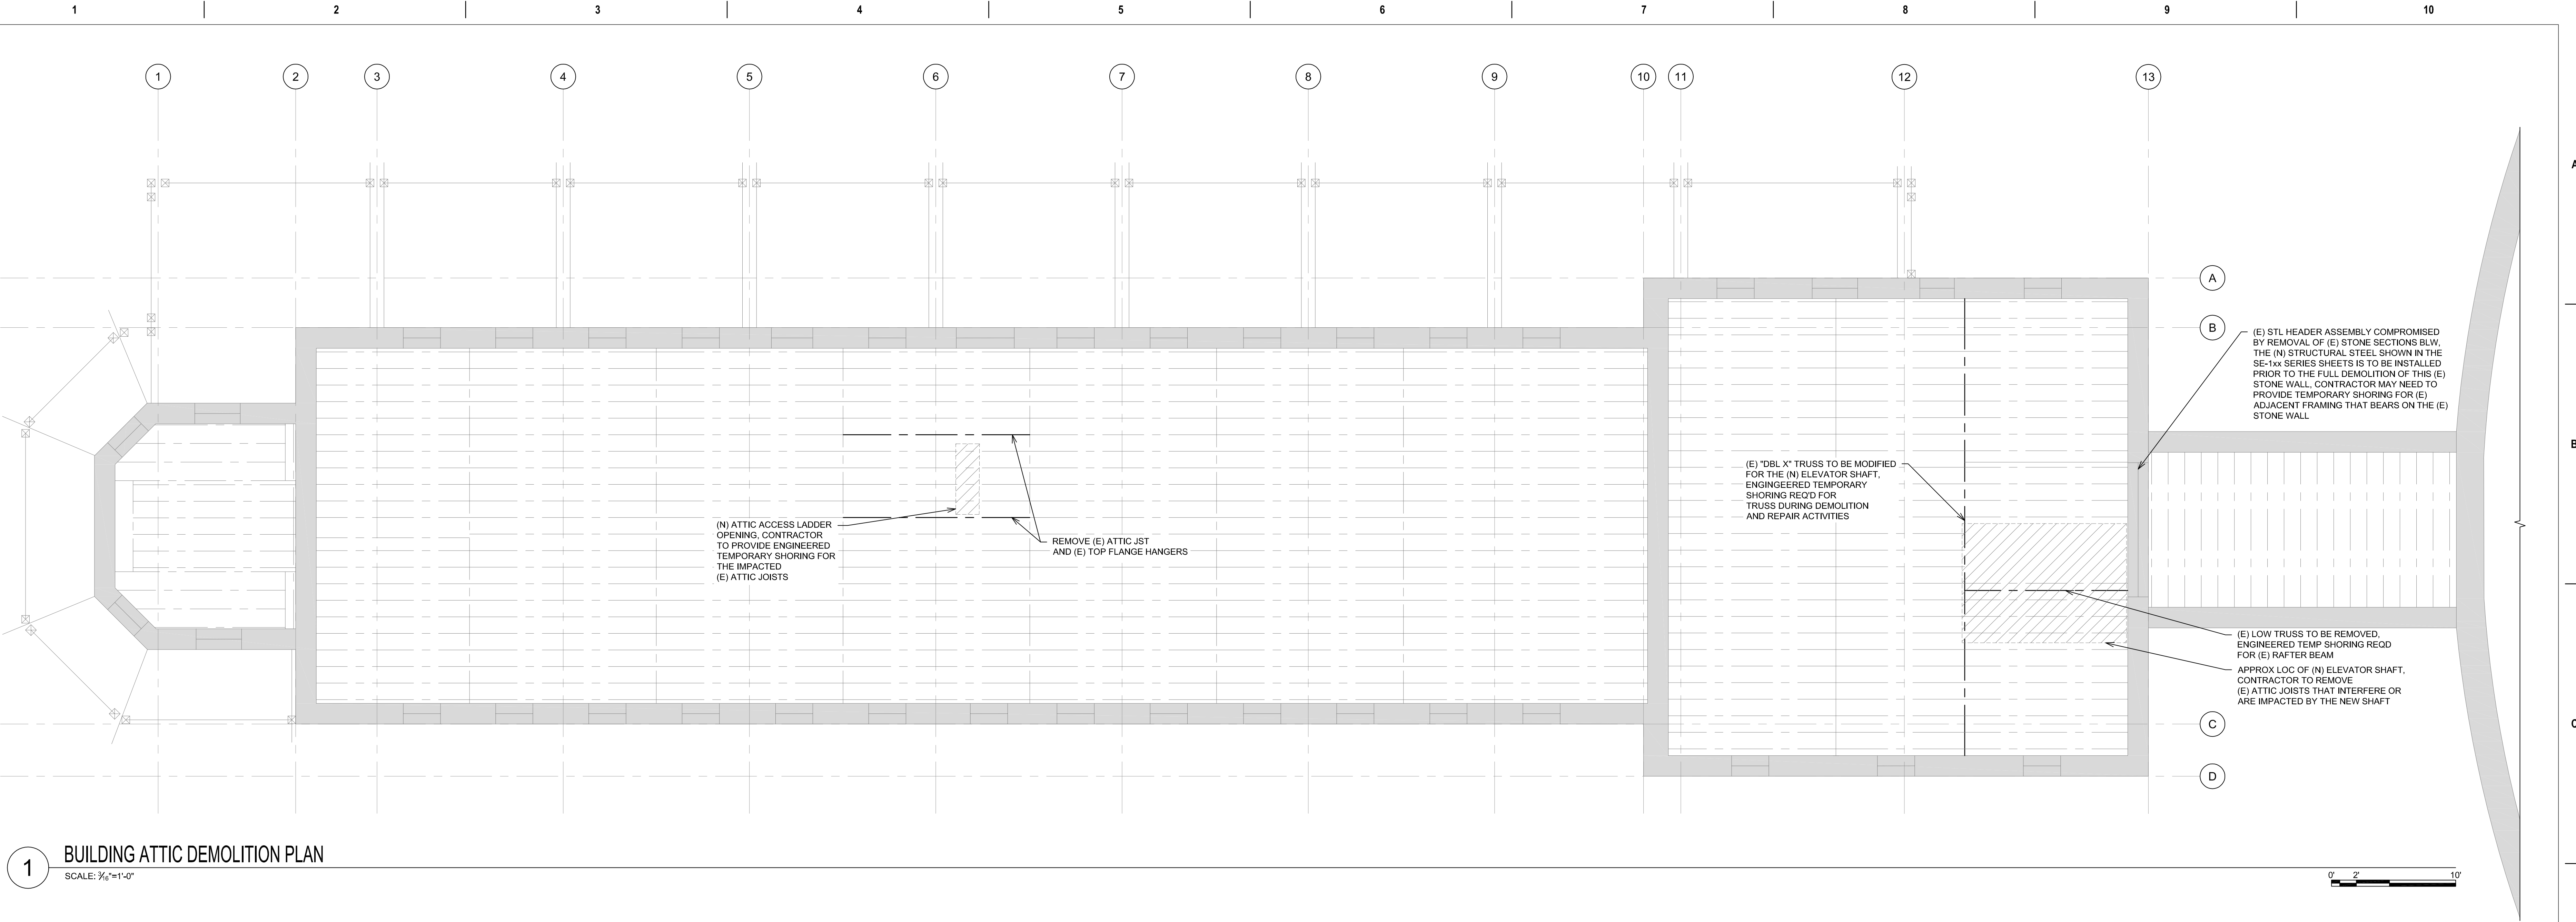 1 2 3 4 5 6 7 8 9 10
1 2 3 4 5 6 7 8 9 10 11 12 13
A
A
B
(E) STL HEADER ASSEMBLY COMPROMISED
BY REMOVAL OF (E) STONE SECTIONS BLW,
THE (N) STRUCTURAL STEEL SHOWN IN THE
SE-1xx SERIES SHEETS IS TO BE INSTALLED
PRIOR TO THE FULL DEMOLITION OF THIS (E)
STONE WALL, CONTRACTOR MAY NEED TO
PROVIDE TEMPORARY SHORING FOR (E)
ADJACENT FRAMING THAT BEARS ON THE (E)
STONE WALL
B
(E) "DBL X" TRUSS TO BE MODIFIED
FOR THE (N) ELEVATOR SHAFT,
ENGINGEERED TEMPORARY
SHORING REQ'D FOR
TRUSS DURING DEMOLITION
AND REPAIR ACTIVITIES
(N) ATTIC ACCESS LADDER
OPENING, CONTRACTOR
TO PROVIDE ENGINEERED
TEMPORARY SHORING FOR
THE IMPACTED
(E) ATTIC JOISTS
REMOVE (E) ATTIC JST
AND (E) TOP FLANGE HANGERS
(E) LOW TRUSS TO BE REMOVED,
ENGINEERED TEMP SHORING REQD
FOR (E) RAFTER BEAM
APPROX LOC OF (N) ELEVATOR SHAFT,
CONTRACTOR TO REMOVE
(E) ATTIC JOISTS THAT INTERFERE OR
ARE IMPACTED BY THE NEW SHAFT
C
C
D
1
BUILDING ATTIC DEMOLITION PLAN
SCALE: 3/16"=1'-0"
0' 2' 10'